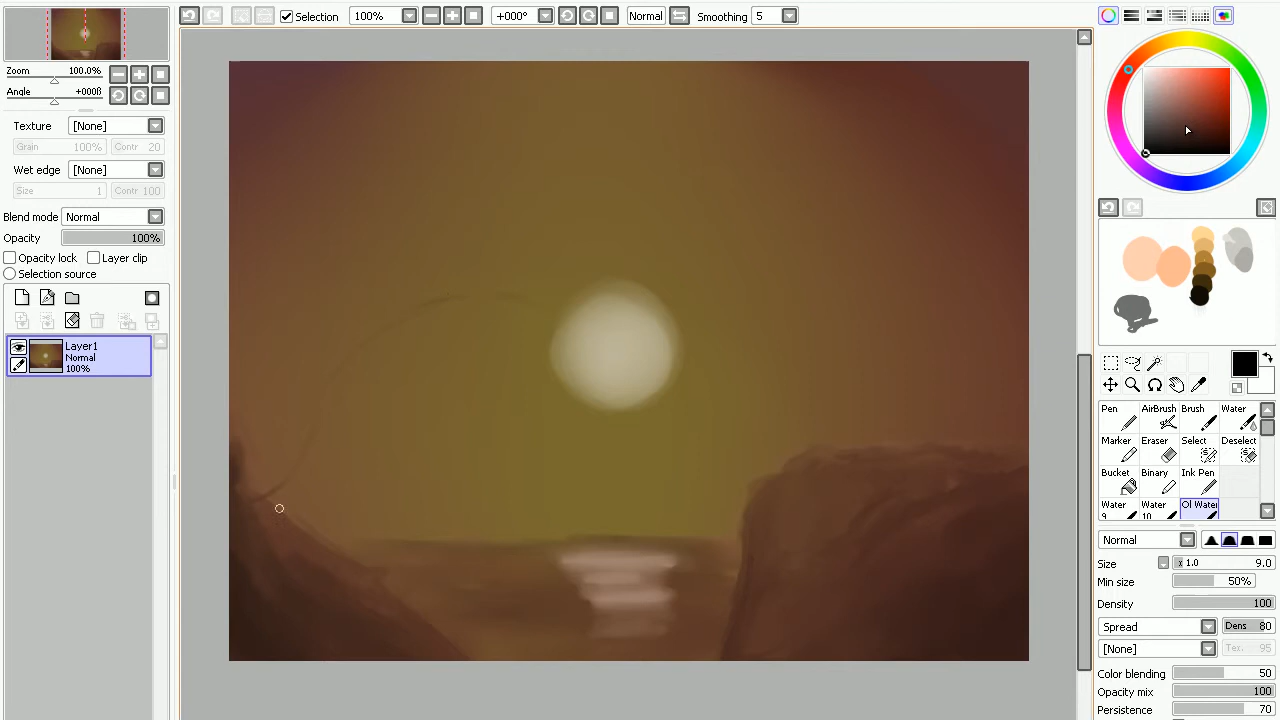 Selection 100% +000° Normal Smoothing 5
Zoom 100.0%
Angle +000ß
Texture [None]
Grain 100% Contr 20
Wet edge [None]
Size 1 Contr 100
Blend mode Normal
Opacity 100%
Opacity lock Layer clip
Selection source
Layer1
Normal
100%
Pen AirBrush Brush Water
Marker Eraser Select Deselect
Bucket Binary Ink Pen
Water 9 Water 10 Ol Water
Normal
Size x 1.0 9.0
Min size 50%
Density 100
Spread Dens 80
[None] Tex. 95
Color blending 50
Opacity mix 100
Persistence 70